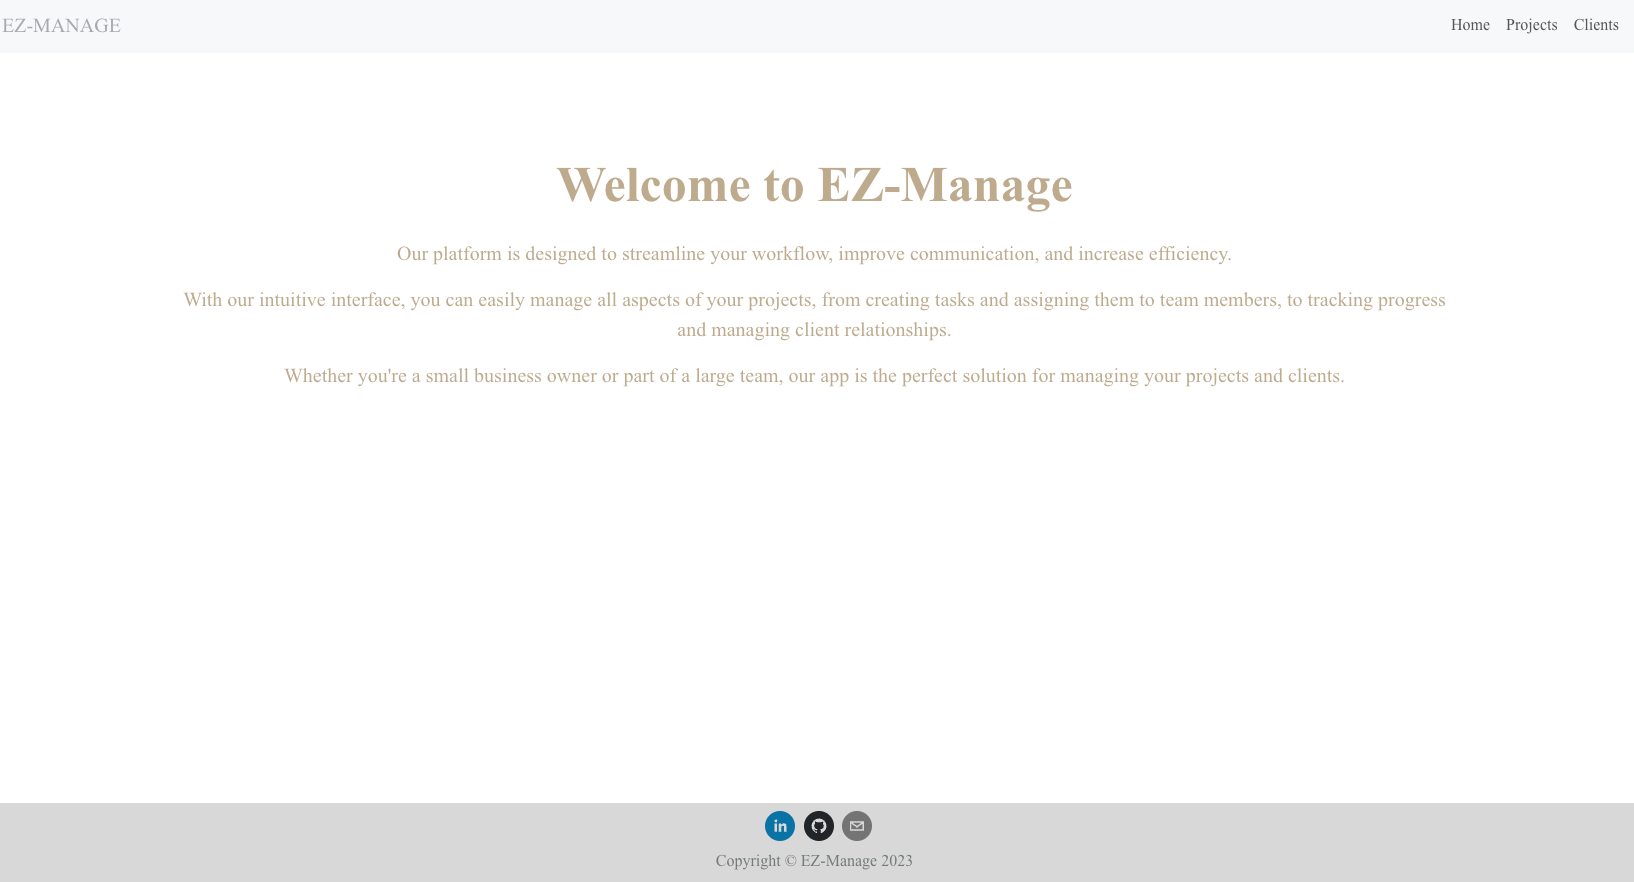 EZ-MANAGE
Home Projects Clients
Welcome to EZ-Manage
Our platform is designed to streamline your workflow, improve communication, and increase efficiency.
With our intuitive interface, you can easily manage all aspects of your projects, from creating tasks and assigning them to team members, to tracking progress
and managing client relationships.
Whether you're a small business owner or part of a large team, our app is the perfect solution for managing your projects and clients.
in
Copyright © EZ-Manage 2023